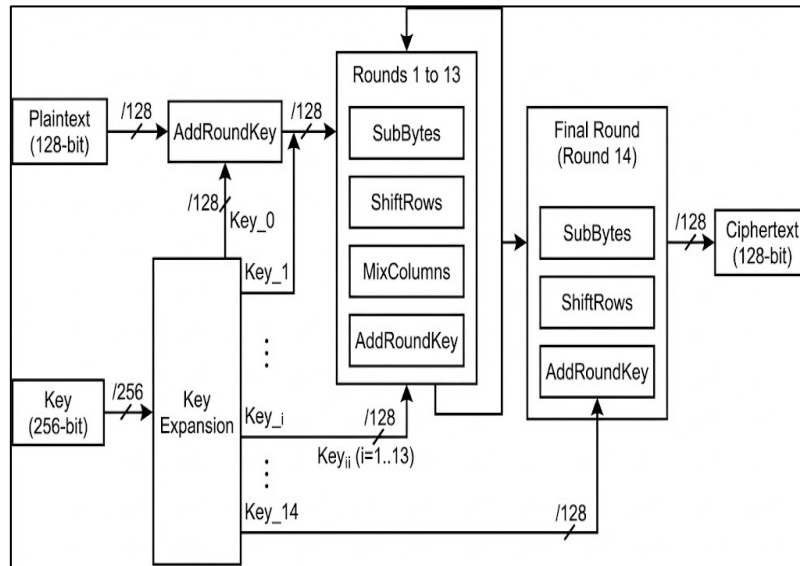 Plaintext
(128-bit)
/128
AddRoundKey
/128
/128
Key_0
Key_1
Key
(256-bit)
/256
Key
Expansion
Key_i
/128
Keyii (i=1..13)
Key_14
/128
Rounds 1 to 13
SubBytes
ShiftRows
MixColumns
AddRoundKey
Final Round
(Round 14)
SubBytes
ShiftRows
AddRoundKey
/128
Ciphertext
(128-bit)